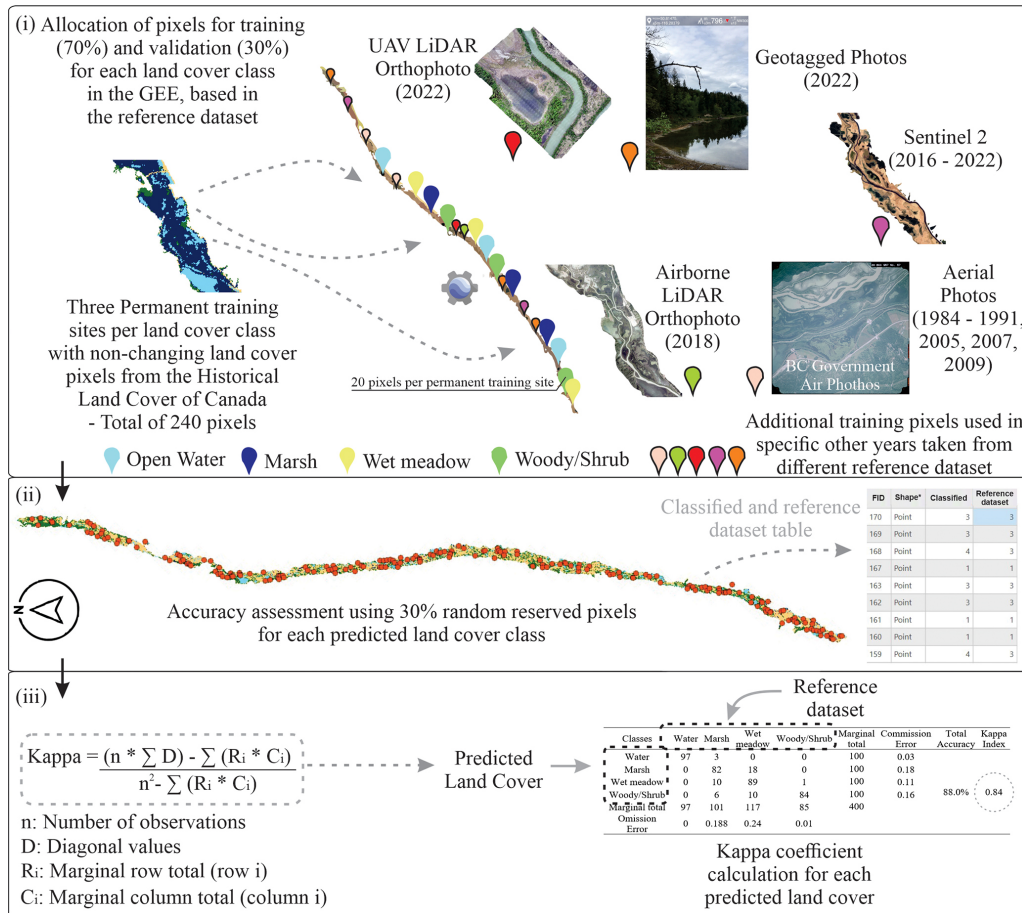 (i) Allocation of pixels for training
(70%) and validation (30%)
for each land cover class
in the GEE, based in
the reference dataset
UAV LiDAR
Orthophoto
(2022)
Geotagged Photos
(2022)
Sentinel 2
(2016 - 2022)
Three Permanent training
sites per land cover class
with non-changing land cover
pixels from the Historical
Land Cover of Canada
- Total of 240 pixels
20 pixels per permanent training site
Airborne
LiDAR
Orthophoto
(2018)
BC Government
Air Phothos
Aerial
Photos
(1984 - 1991,
2005, 2007,
2009)
Open Water
Marsh
Wet meadow
Woody/Shrub
Additional training pixels used in
specific other years taken from
different reference dataset
(ii)
Classified and reference
dataset table
FID Shape* Classified Reference dataset
170 Point 3 3
169 Point 3 3
168 Point 4 3
167 Point 1 1
163 Point 3 3
162 Point 3 3
161 Point 1 1
160 Point 1 1
159 Point 4 3
N
Accuracy assessment using 30% random reserved pixels
for each predicted land cover class
(iii)
Kappa = (n * ∑ D) - ∑ (Ri * Ci)
n² - ∑ (Ri * Ci)
n: Number of observations
D: Diagonal values
Ri: Marginal row total (row i)
Ci: Marginal column total (column i)
Predicted
Land Cover
Reference
dataset
Classes Water Marsh Wet meadow Woody/Shrub Marginal total Commission Error Total Accuracy Kappa Index
Water 97 3 0 0 100 0.03
Marsh 0 82 18 0 100 0.18
Wet meadow 0 10 89 1 100 0.11
Woody/Shrub 0 6 10 84 100 0.16 88.0% 0.84
Marginal total 97 101 117 85 400
Omission Error 0 0.188 0.24 0.01
Kappa coefficient
calculation for each
predicted land cover